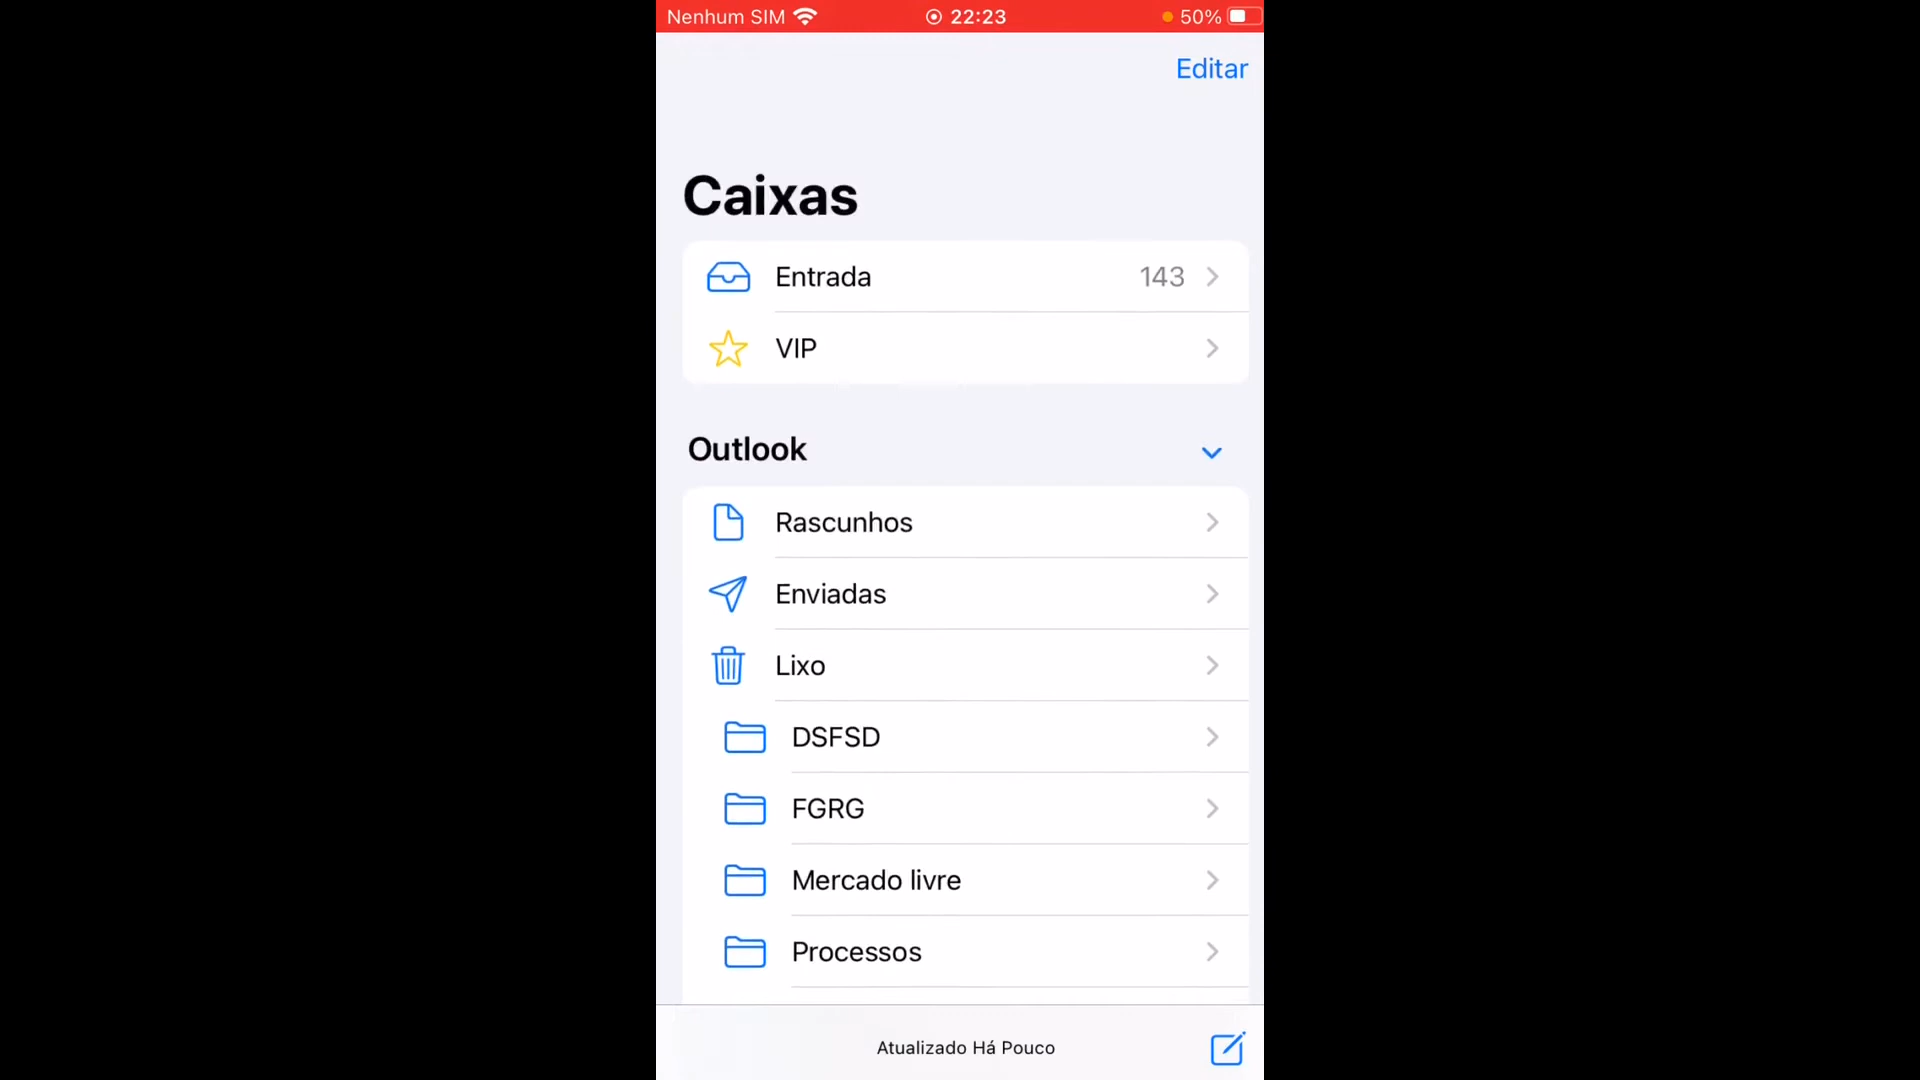 Nenhum SIM 22:23 50%
Editar
Caixas
Entrada 143
VIP
Outlook
Rascunhos
Enviadas
Lixo
DSFSD
FGRG
Mercado livre
Processos
Atualizado Há Pouco